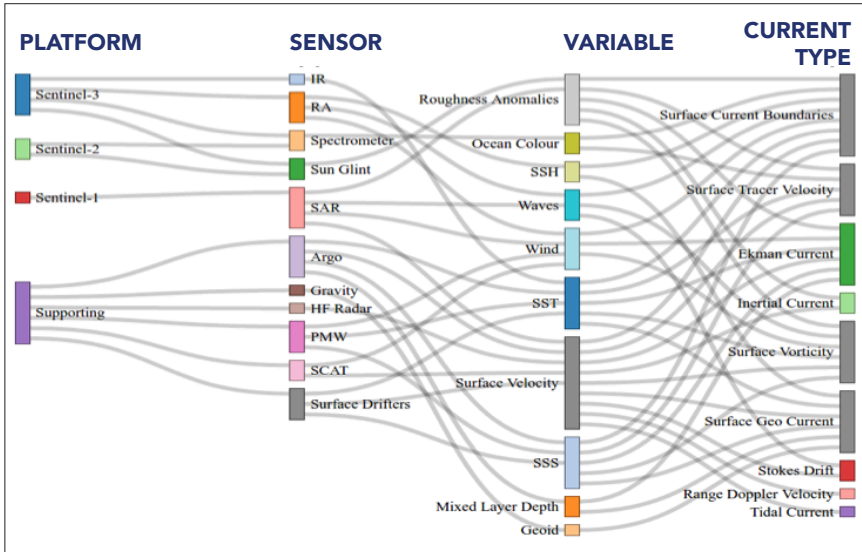 PLATFORM
SENSOR
VARIABLE
CURRENT
TYPE
Sentinel-3
Sentinel-2
Sentinel-1
Supporting
IR
RA
Spectrometer
Sun Glint
SAR
Argo
Gravity
HF Radar
PMW
SCAT
Surface Drifters
Roughness Anomalies
Ocean Colour
SSH
Waves
Wind
SST
Surface Velocity
SSS
Mixed Layer Depth
Geoid
Surface Current Boundaries
Surface Tracer Velocity
Ekman Current
Inertial Current
Surface Vorticity
Surface Geo Current
Stokes Drift
Range Doppler Velocity
Tidal Current